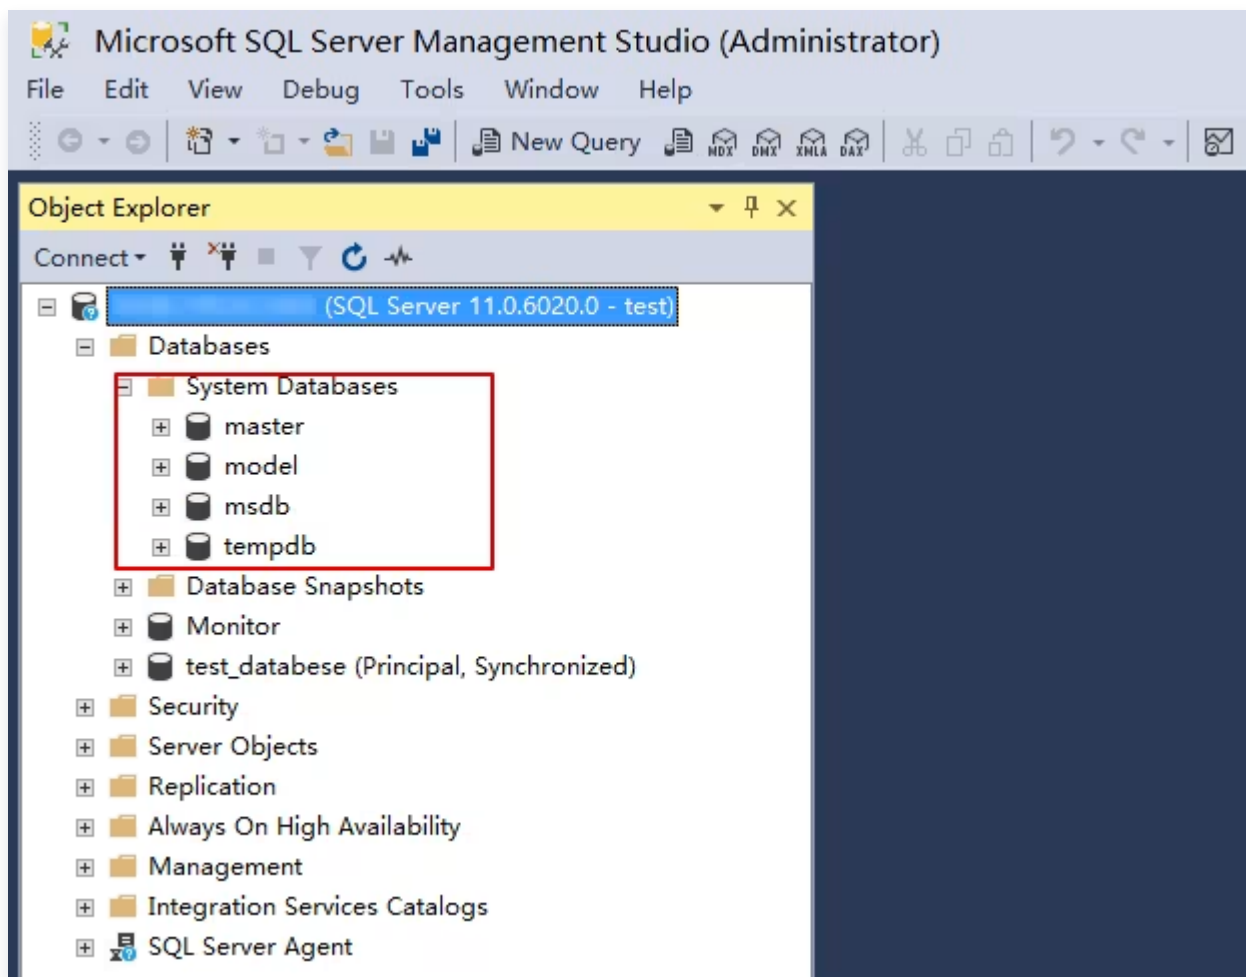 Microsoft SQL Server Management Studio (Administrator)
File Edit View Debug Tools Window Help
New Query MDX DMX XMLA DAX
Object Explorer
Connect
(SQL Server 11.0.6020.0 - test)
Databases
System Databases
master
model
msdb
tempdb
Database Snapshots
Monitor
test_databese (Principal, Synchronized)
Security
Server Objects
Replication
Always On High Availability
Management
Integration Services Catalogs
SQL Server Agent